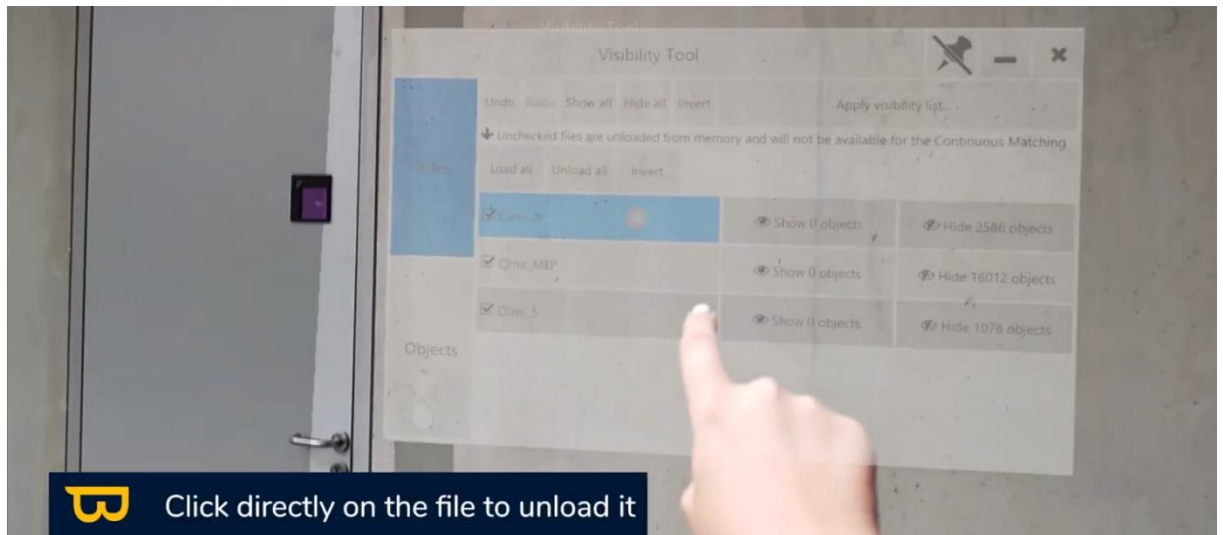 Visibility Tool
Undo Redo Show all Hide all Invert Apply visibility list...
Unchecked files are unloaded from memory and will not be available for the Continuous Matching
Load all Unload all Invert
Show 0 objects Hide 2586 objects
Clinic_MEP Show 0 objects Hide 16012 objects
Clinic_S Show 0 objects Hide 1078 objects
Objects
Click directly on the file to unload it